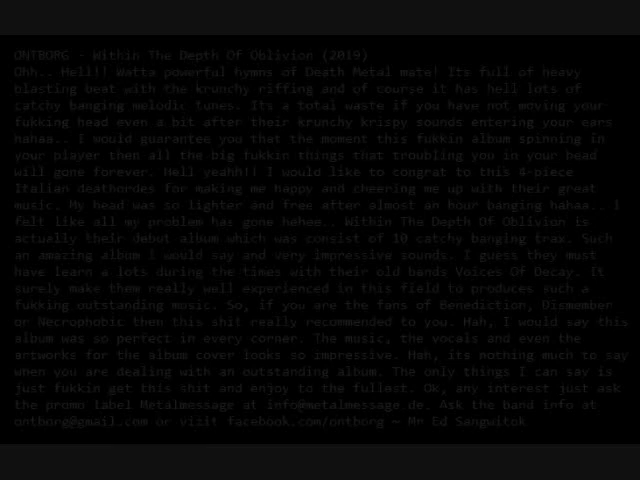 ONTBORG - Within The Depth Of Oblivion (2019)
Ohh.. Hell!! Watta powerful hymns of Death Metal mate! Its full of heavy
blasting beat with the krunchy riffing and of course it has hell lots of
catchy banging melodic tunes. Its a total waste if you have not moving your
fukking head even a bit after their krunchy krispy sounds entering your ears
hahaa.. I would guarantee you that the moment this fukkin album spinning in
your player then all the big fukkin things that troubling you in your head
will gone forever. Hell yeahh!! I would like to congrat to this 4-piece
Italian deathordes for making me happy and cheering me up with their great
music. My head was so lighter and free after almost an hour banging hahaa.. I
felt like all my problem has gone hehee.. Within The Depth Of Oblivion is
actually their debut album which was consist of 10 catchy banging trax. Such
an amazing album I would say and very impressive sounds. I guess they must
have learn a lots during the times with their old bands Voices Of Decay. It
surely make them really well experienced in this field to produces such a
fukking outstanding music. So, if you are the fans of Benediction, Dismember
or Necrophobic then this shit really recommended to you. Hah, I would say this
album was so perfect in every corner. The music, the vocals and even the
artworks for the album cover looks so impressive. Hah, its nothing much to say
when you are dealing with an outstanding album. The only things I can say is
just fukkin get this shit and enjoy to the fullest. Ok, any interest just ask
the promo label Metalmessage at info@metalmessage.de. Ask the band info at
ontborg@gmail.com or vizit facebook.com/ontborg ~ Mr Ed Sanguitok